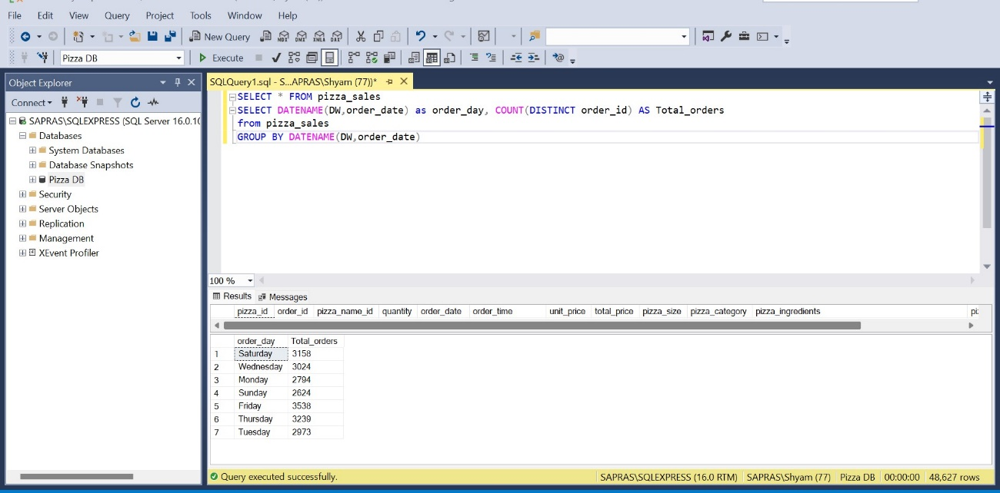 File Edit View Query Project Tools Window Help
New Query MDX DMX XMLA DAX
Pizza DB Execute
Object Explorer
Connect
SAPRAS\SQLEXPRESS (SQL Server 16.0.10
Databases
System Databases
Database Snapshots
Pizza DB
Security
Server Objects
Replication
Management
XEvent Profiler
SQLQuery1.sql - S...APRAS\Shyam (77))*
SELECT * FROM pizza_sales
SELECT DATENAME(DW,order_date) as order_day, COUNT(DISTINCT order_id) AS Total_orders
from pizza_sales
GROUP BY DATENAME(DW,order_date)
100 %
Results Messages
pizza_id order_id pizza_name_id quantity order_date order_time unit_price total_price pizza_size pizza_category pizza_ingredients pi
order_day Total_orders
1 Saturday 3158
2 Wednesday 3024
3 Monday 2794
4 Sunday 2624
5 Friday 3538
6 Thursday 3239
7 Tuesday 2973
Query executed successfully. SAPRAS\SQLEXPRESS (16.0 RTM) SAPRAS\Shyam (77) Pizza DB 00:00:00 48,627 rows